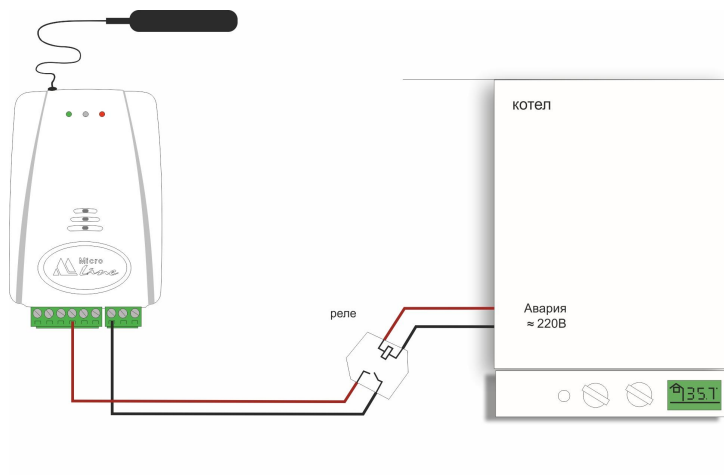 котел
Micro
Line
реле
Авария
≈ 220В
35.1°